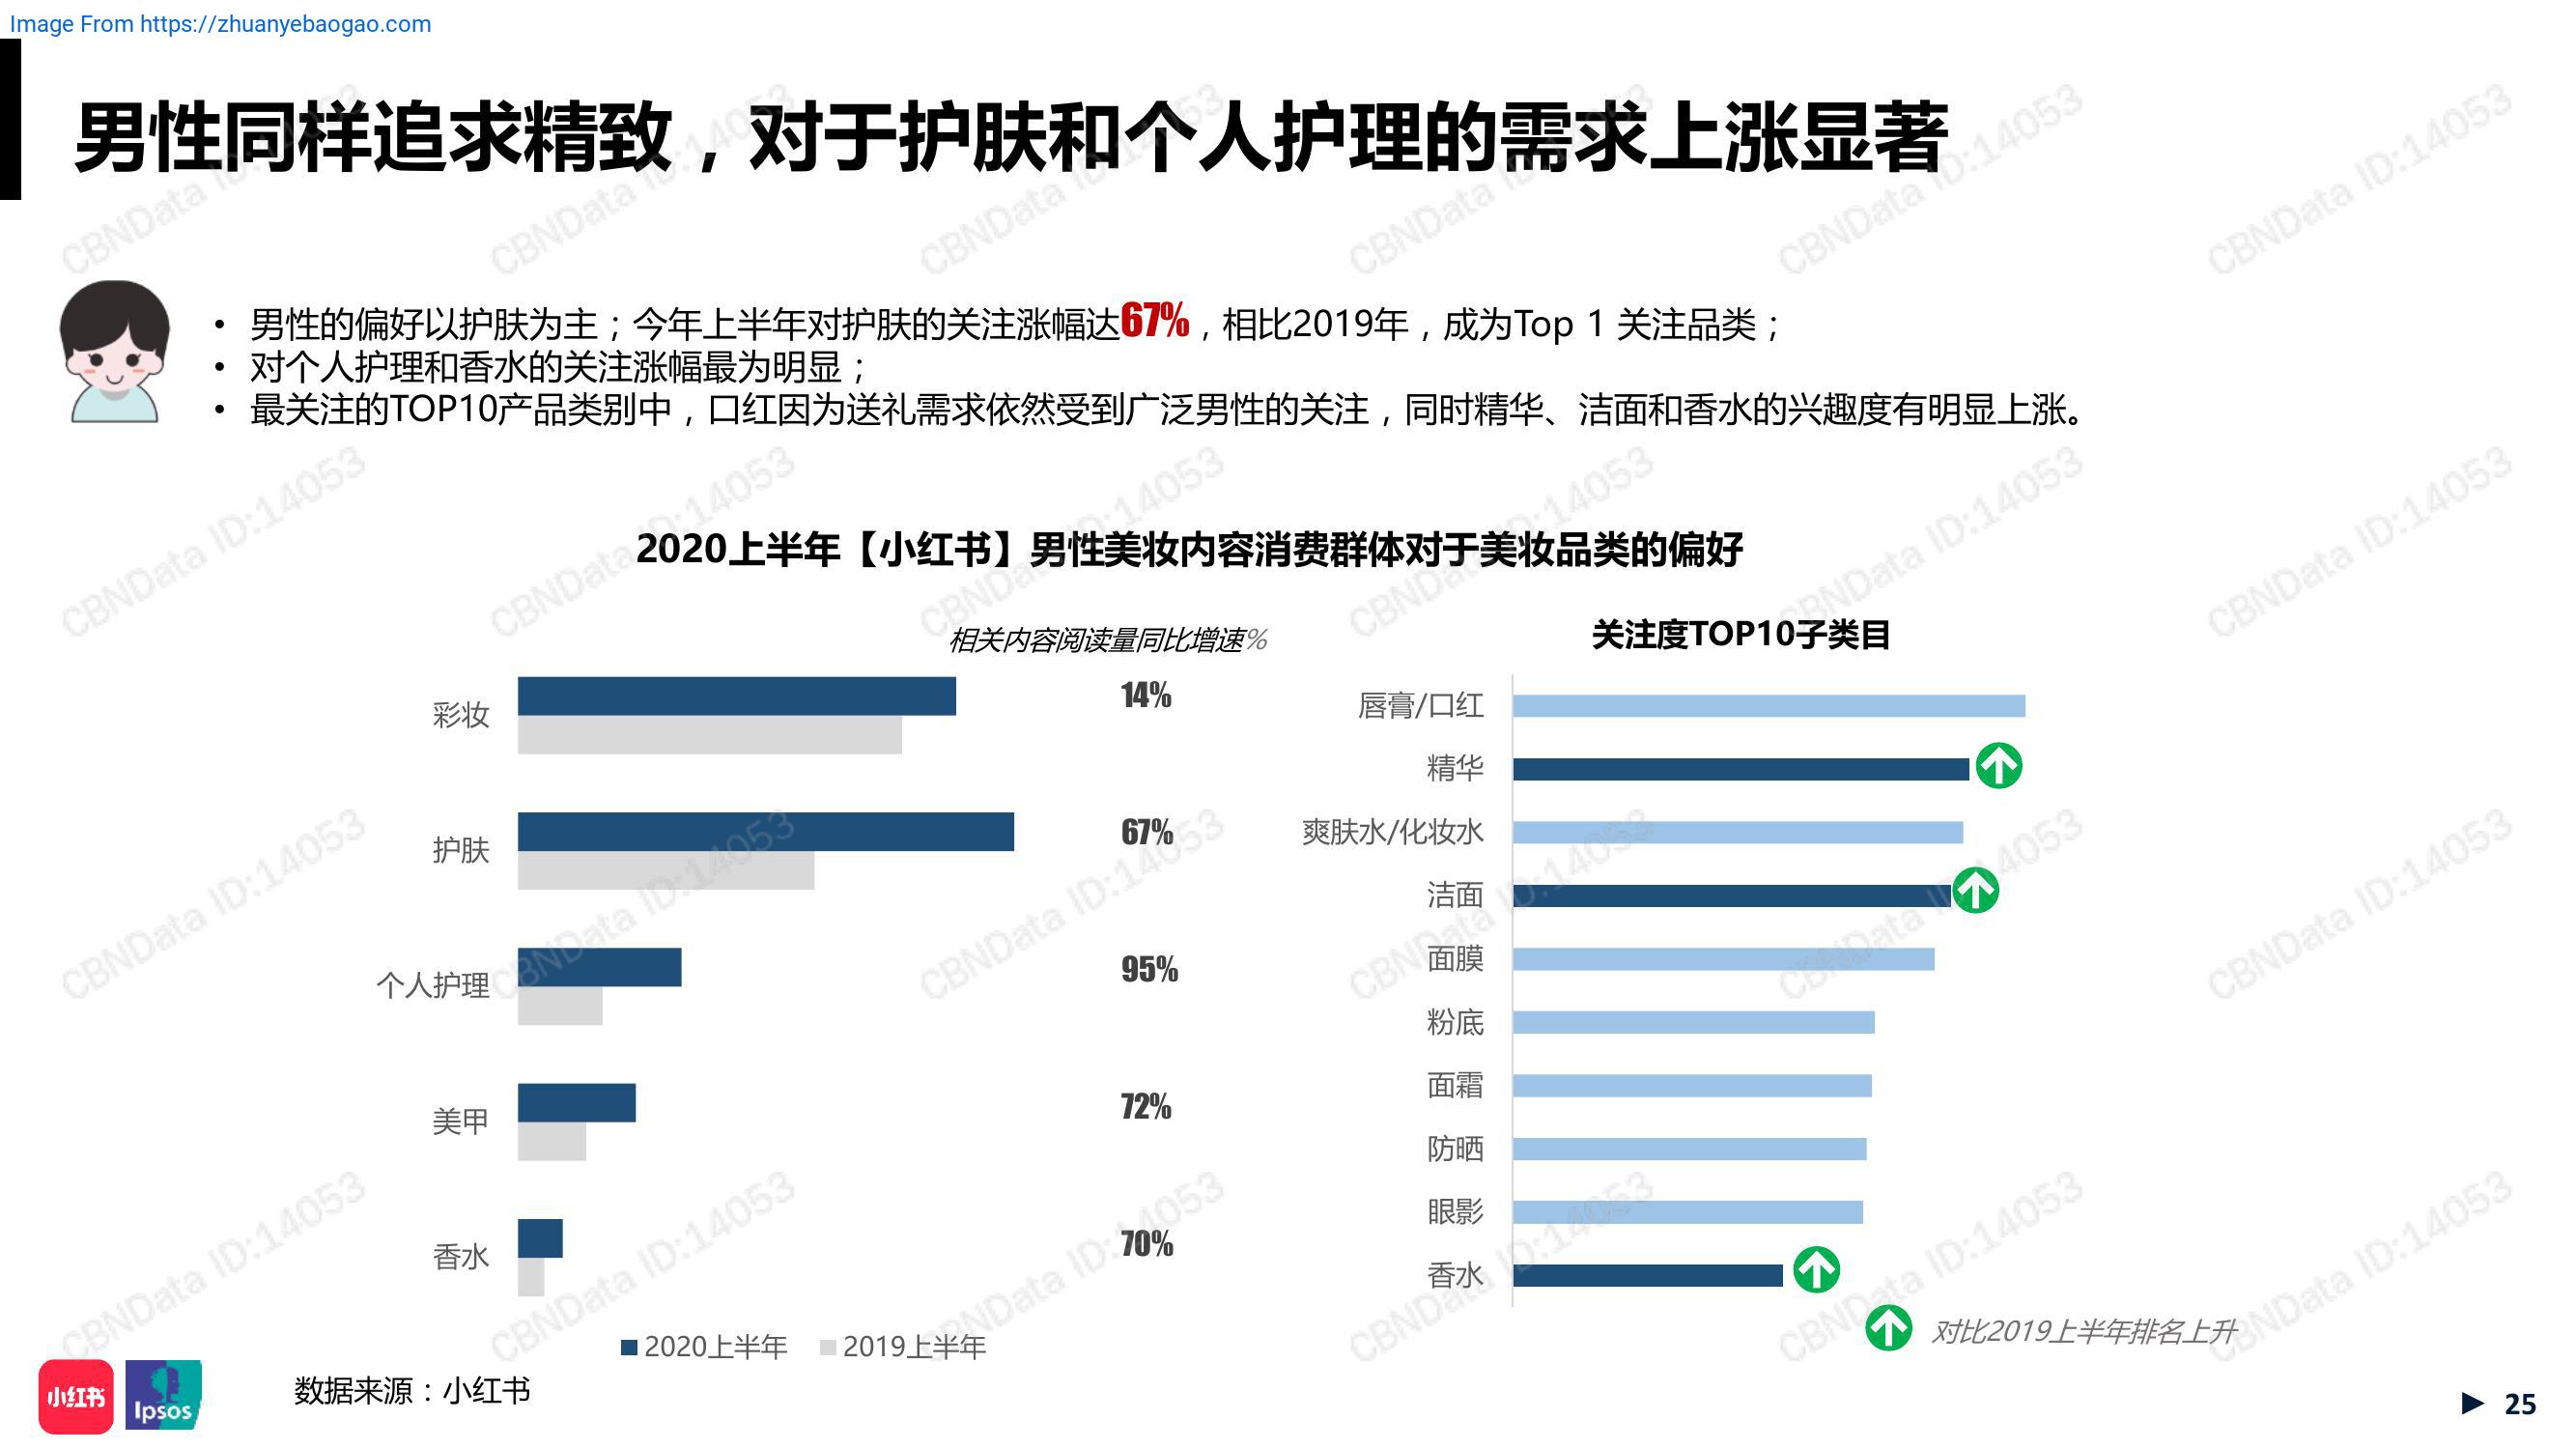 Image From https://zhuanyebaogao.com
男性同样追求精致，对于护肤和个人护理的需求上涨显著
• 男性的偏好以护肤为主；今年上半年对护肤的关注涨幅达67%，相比2019年，成为Top 1 关注品类；
• 对个人护理和香水的关注涨幅最为明显；
• 最关注的TOP10产品类别中，口红因为送礼需求依然受到广泛男性的关注，同时精华、洁面和香水的兴趣度有明显上涨。
2020上半年【小红书】男性美妆内容消费群体对于美妆品类的偏好
相关内容阅读量同比增速%
彩妆 14%
护肤 67%
个人护理 95%
美甲 72%
香水 70%
2020上半年 2019上半年
关注度TOP10子类目
唇膏/口红
精华
爽肤水/化妆水
洁面
面膜
粉底
面霜
防晒
眼影
香水
对比2019上半年排名上升
小红书
Ipsos
数据来源：小红书
25
CBNData ID:14053